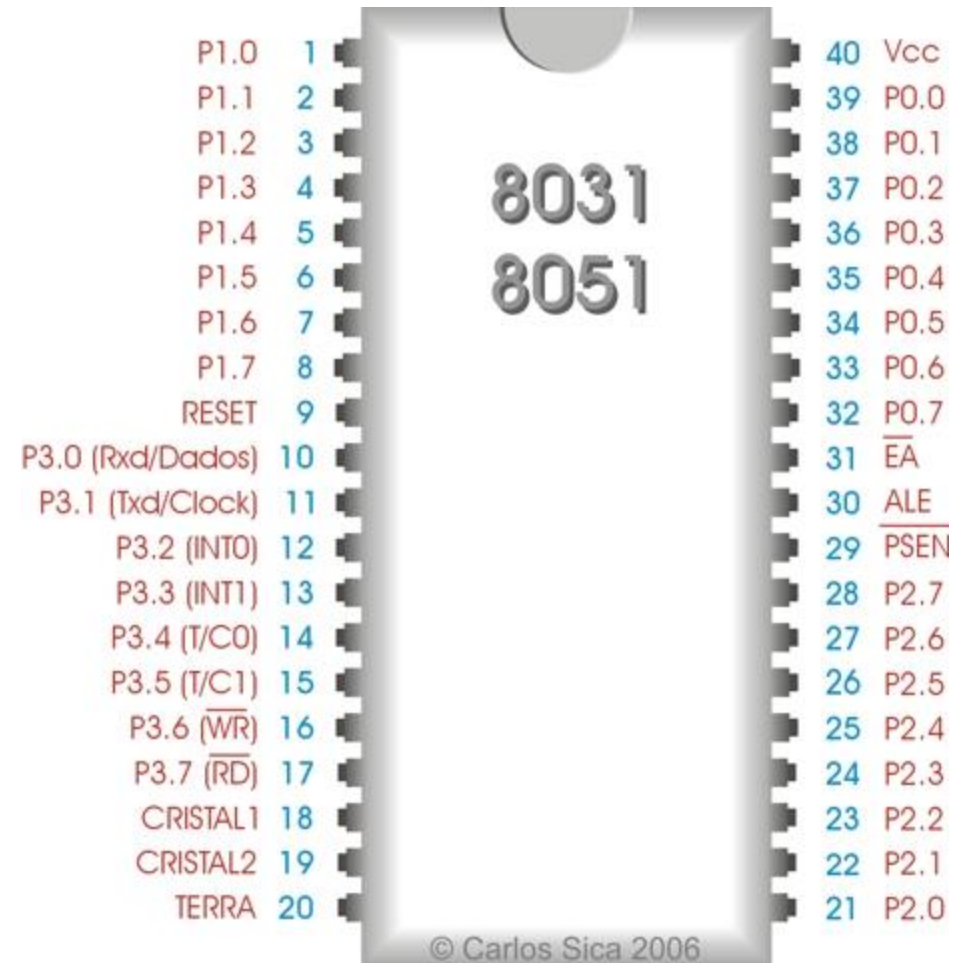 P1.0 1 40 Vcc
P1.1 2 39 P0.0
P1.2 3 38 P0.1
P1.3 4 37 P0.2
P1.4 5 36 P0.3
P1.5 6 35 P0.4
P1.6 7 34 P0.5
P1.7 8 33 P0.6
RESET 9 32 P0.7
P3.0 (Rxd/Dados) 10 31 E̅A̅
P3.1 (Txd/Clock) 11 30 ALE
P3.2 (INT0) 12 29 P̅S̅E̅N̅
P3.3 (INT1) 13 28 P2.7
P3.4 (T/C0) 14 27 P2.6
P3.5 (T/C1) 15 26 P2.5
P3.6 (W̅R̅) 16 25 P2.4
P3.7 (R̅D̅) 17 24 P2.3
CRISTAL1 18 23 P2.2
CRISTAL2 19 22 P2.1
TERRA 20 21 P2.0
8031
8051
© Carlos Sica 2006